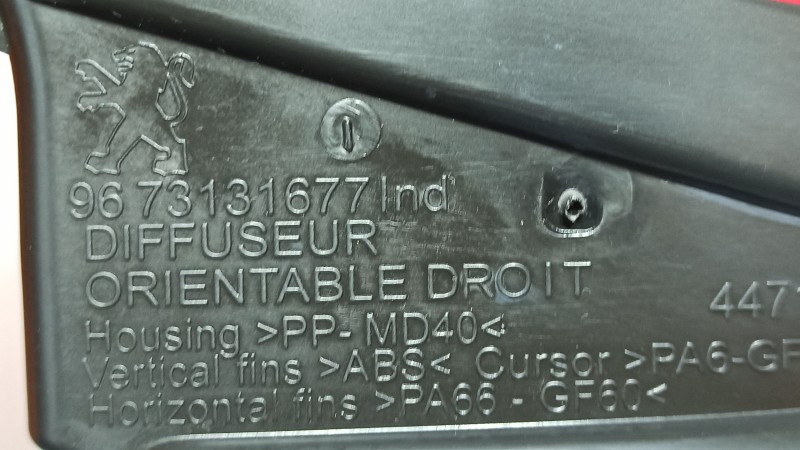 96 73131677 Ind
DIFFUSEUR
ORIENTABLE DROIT
4471
Housing >PP-MD40<
Vertical fins >ABS< Cursor >PA6-GF
Horizontal fins >PA66-GF60<